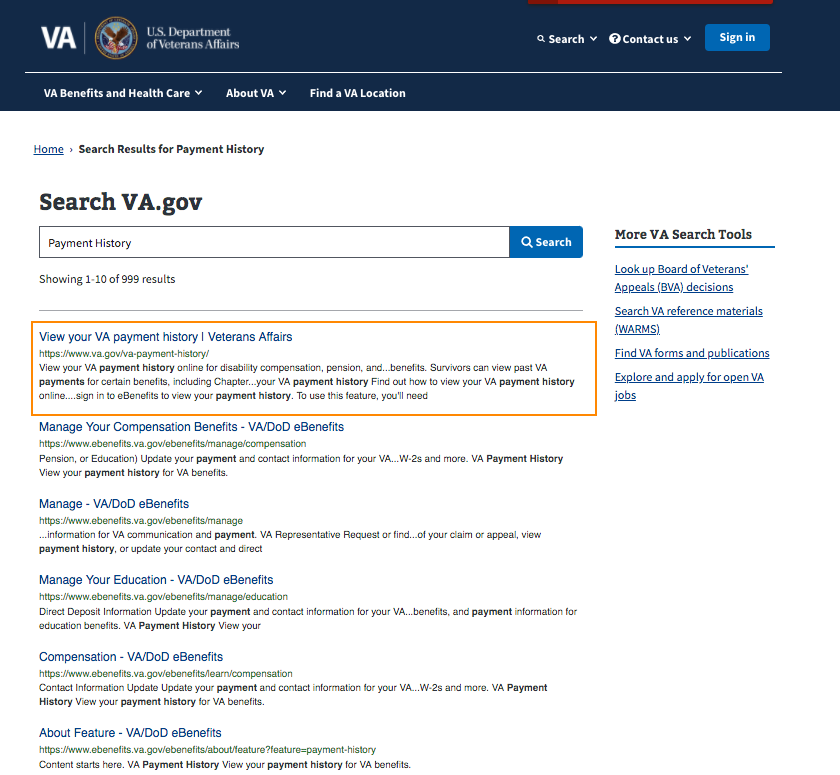 VA
U.S. Department
of Veterans Affairs
Search
Contact us
Sign in
VA Benefits and Health Care
About VA
Find a VA Location
Home › Search Results for Payment History
Search VA.gov
Payment History
Search
Showing 1-10 of 999 results
View your VA payment history | Veterans Affairs
https://www.va.gov/va-payment-history/
View your VA payment history online for disability compensation, pension, and...benefits. Survivors can view past VA
payments for certain benefits, including Chapter...your VA payment history Find out how to view your VA payment history
online....sign in to eBenefits to view your payment history. To use this feature, you'll need
Manage Your Compensation Benefits - VA/DoD eBenefits
https://www.ebenefits.va.gov/ebenefits/manage/compensation
Pension, or Education) Update your payment and contact information for your VA...W-2s and more. VA Payment History
View your payment history for VA benefits.
Manage - VA/DoD eBenefits
https://www.ebenefits.va.gov/ebenefits/manage
...information for VA communication and payment. VA Representative Request or find...of your claim or appeal, view
payment history, or update your contact and direct
Manage Your Education - VA/DoD eBenefits
https://www.ebenefits.va.gov/ebenefits/manage/education
Direct Deposit Information Update your payment and contact information for your VA...benefits, and payment information for
education benefits. VA Payment History View your
Compensation - VA/DoD eBenefits
https://www.ebenefits.va.gov/ebenefits/learn/compensation
Contact Information Update Update your payment and contact information for your VA...W-2s and more. VA Payment
History View your payment history for VA benefits.
About Feature - VA/DoD eBenefits
https://www.ebenefits.va.gov/ebenefits/about/feature?feature=payment-history
Content starts here. VA Payment History View your payment history for VA benefits.
More VA Search Tools
Look up Board of Veterans'
Appeals (BVA) decisions
Search VA reference materials
(WARMS)
Find VA forms and publications
Explore and apply for open VA
jobs